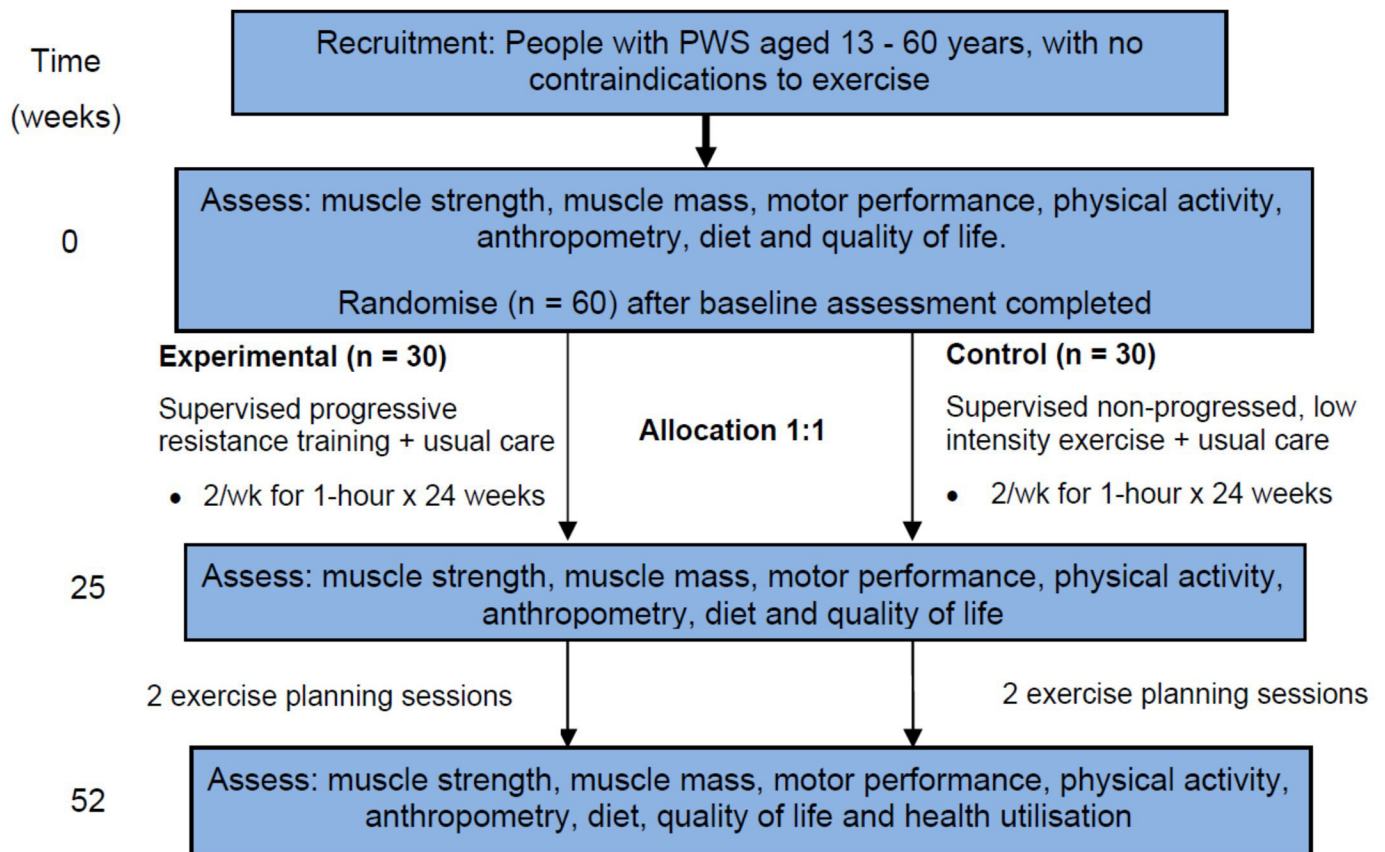 Time
(weeks)
Recruitment: People with PWS aged 13 - 60 years, with no
contraindications to exercise
0
Assess: muscle strength, muscle mass, motor performance, physical activity,
anthropometry, diet and quality of life.
Randomise (n = 60) after baseline assessment completed
Experimental (n = 30)
Supervised progressive
resistance training + usual care
• 2/wk for 1-hour x 24 weeks
Allocation 1:1
Control (n = 30)
Supervised non-progressed, low
intensity exercise + usual care
• 2/wk for 1-hour x 24 weeks
25
Assess: muscle strength, muscle mass, motor performance, physical activity,
anthropometry, diet and quality of life
2 exercise planning sessions
2 exercise planning sessions
52
Assess: muscle strength, muscle mass, motor performance, physical activity,
anthropometry, diet, quality of life and health utilisation